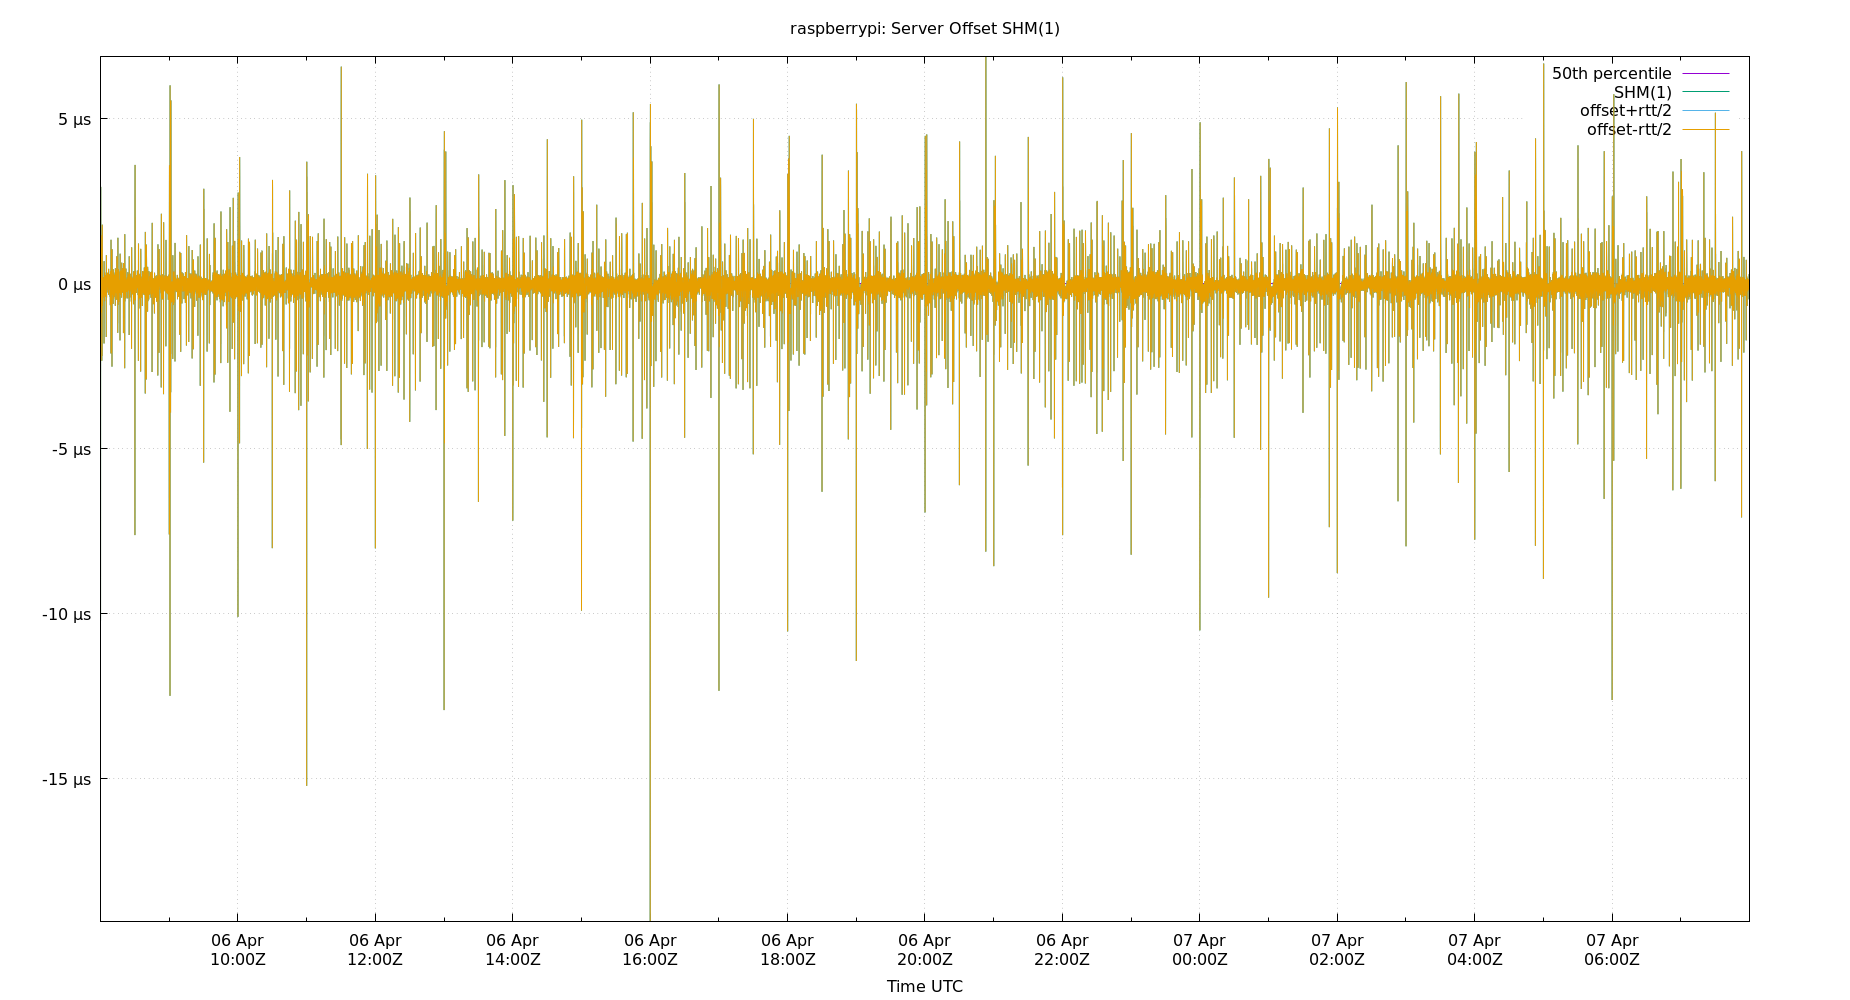 raspberrypi: Server Offset SHM(1)
50th percentile
SHM(1)
offset+rtt/2
offset-rtt/2
5 µs
0 µs
-5 µs
-10 µs
-15 µs
06 Apr 06 Apr 06 Apr 06 Apr 06 Apr 06 Apr 06 Apr 07 Apr 07 Apr 07 Apr 07 Apr
10:00Z 12:00Z 14:00Z 16:00Z 18:00Z 20:00Z 22:00Z 00:00Z 02:00Z 04:00Z 06:00Z
Time UTC